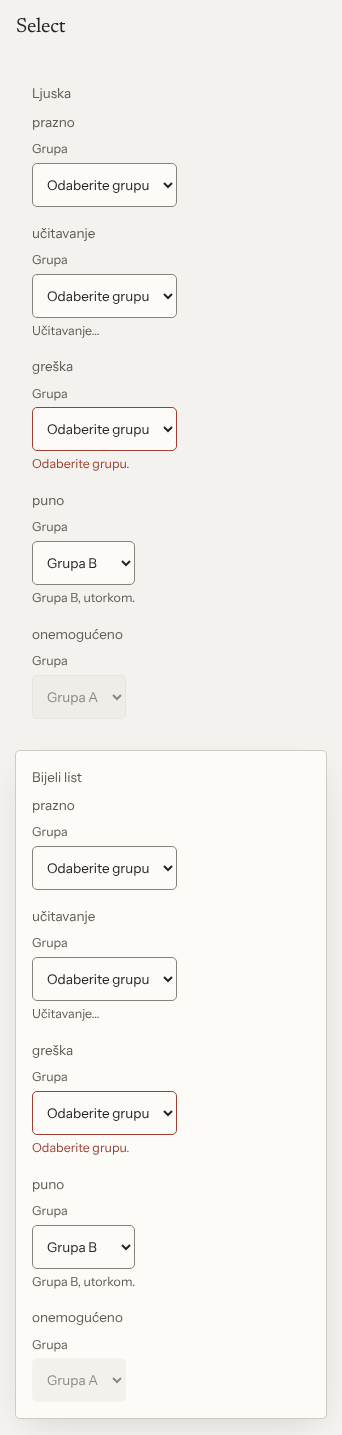 Select
Ljuska
prazno
Grupa
Odaberite grupu
učitavanje
Grupa
Odaberite grupu
Učitavanje…
greška
Grupa
Odaberite grupu
Odaberite grupu.
puno
Grupa
Grupa B
Grupa B, utorkom.
onemogućeno
Grupa
Grupa A
Bijeli list
prazno
Grupa
Odaberite grupu
učitavanje
Grupa
Odaberite grupu
Učitavanje…
greška
Grupa
Odaberite grupu
Odaberite grupu.
puno
Grupa
Grupa B
Grupa B, utorkom.
onemogućeno
Grupa
Grupa A